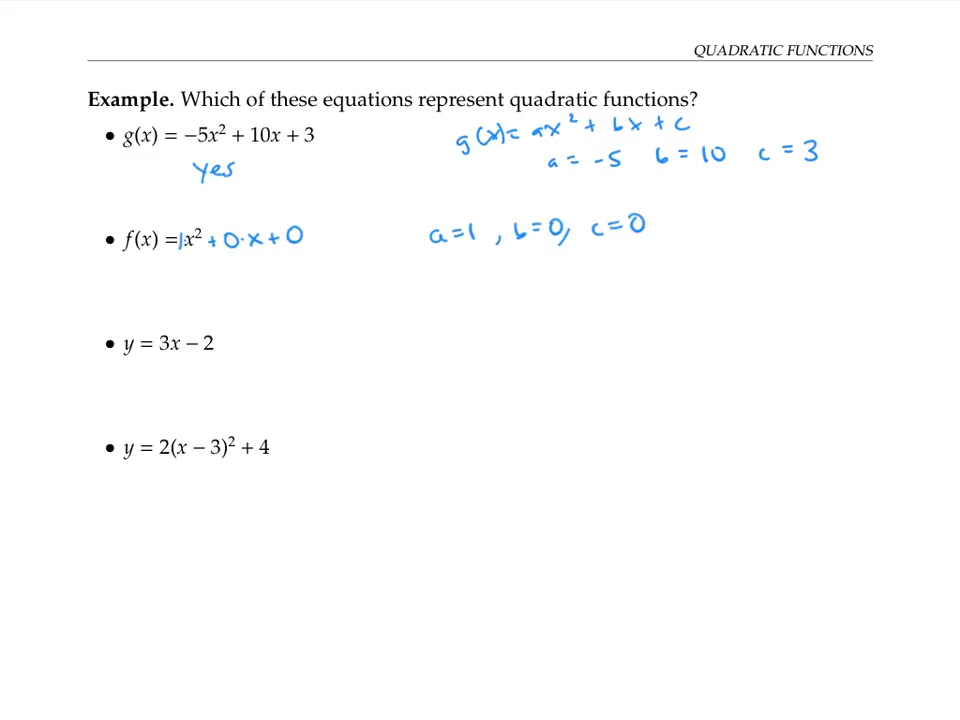 QUADRATIC FUNCTIONS
Example. Which of these equations represent quadratic functions?
• g(x) = −5x² + 10x + 3
g(x) = ax² + bx + c
a = -5 b = 10 c = 3
yes
• f(x) = 1x² + 0·x + 0
a = 1 , b = 0, c = 0
• y = 3x − 2
• y = 2(x − 3)² + 4